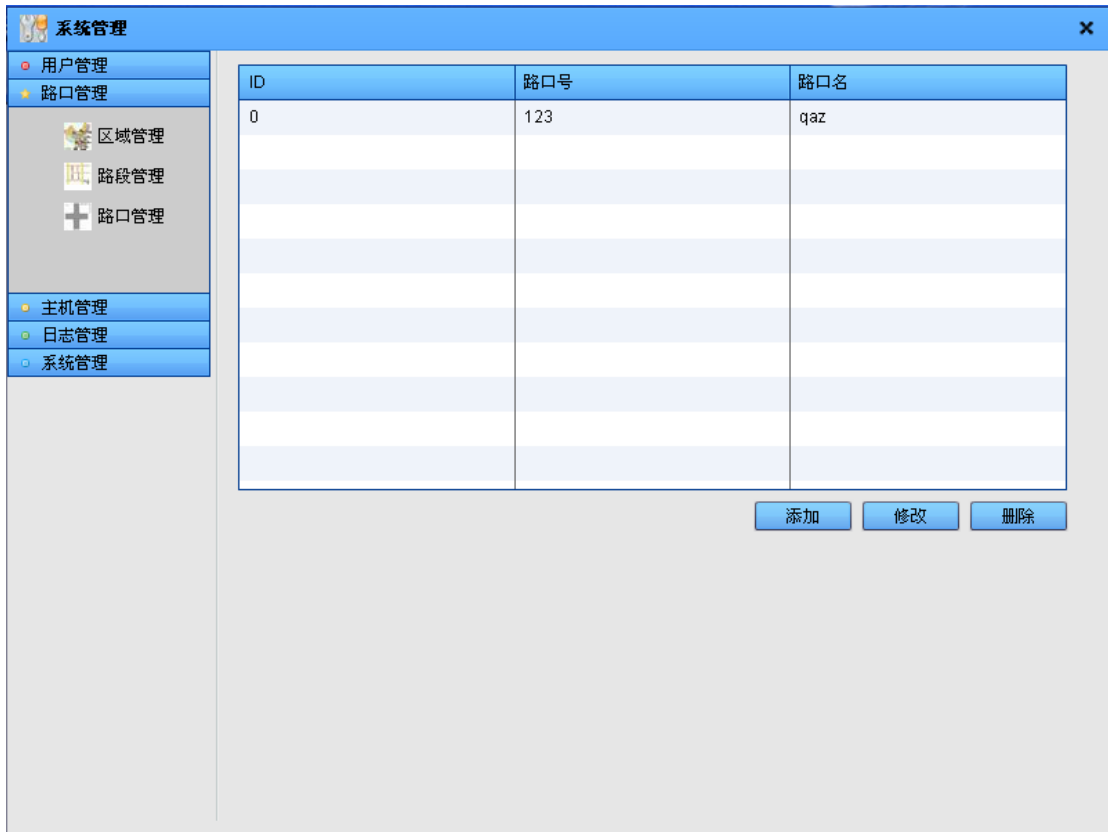 系统管理
用户管理
路口管理
区域管理
路段管理
路口管理
主机管理
日志管理
系统管理
ID 路口号 路口名
0 123 qaz
添加 修改 删除